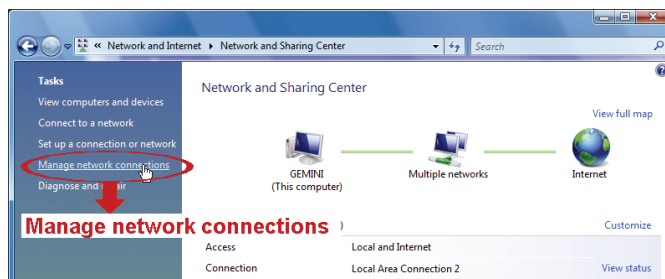 « Network and Internet ▸ Network and Sharing Center
Search
Tasks
View computers and devices
Connect to a network
Set up a connection or network
Manage network connections
Diagnose and
Network and Sharing Center
View full map
GEMINI
(This computer)
Multiple networks
Internet
Manage network connections
)
Customize
Access
Local and Internet
Connection
Local Area Connection 2
View status